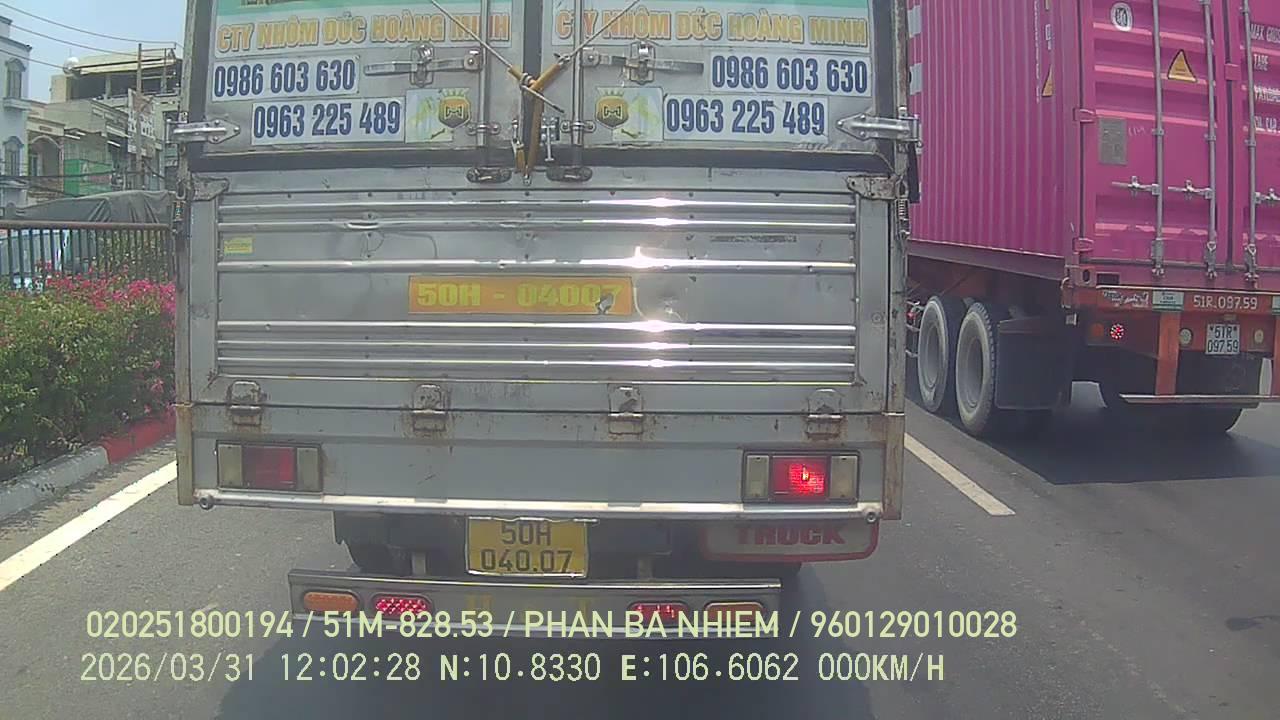 CTY NHÔM ĐÚC HOÀNG MINH
CTY NHÔM ĐÚC HOÀNG MINH
0986 603 630
0986 603 630
0963 225 489
0963 225 489
50H - 04007
51R.097.59
51R
097.59
50H
040.07
TRUCK
020251800194 / 51M-828.53 / PHAN BA NHIEM / 960129010028
2026/03/31 12:02:28 N:10.8330 E:106.6062 000KM/H